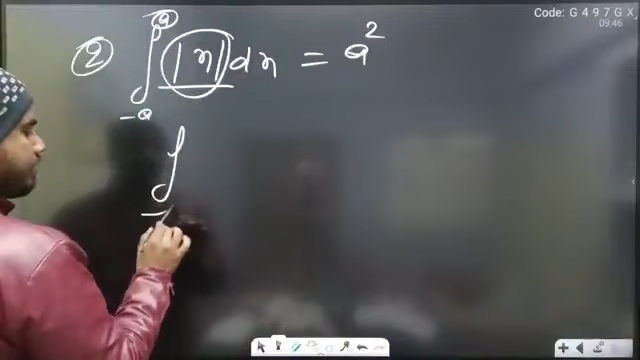 Code: G 4 9 7 G X
09:46
② ∫_{-a}^{a} |x| dx = a²
∫_{-